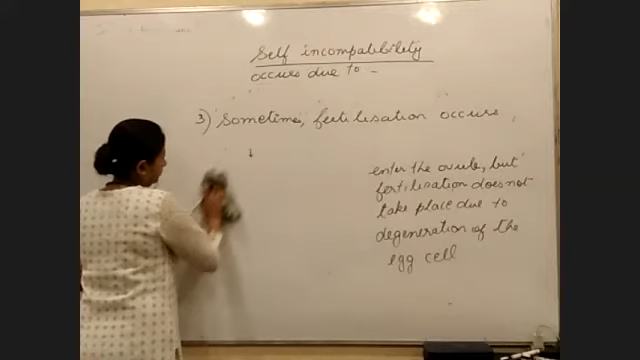 Self incompatibility
occurs due to -
3) Sometime, fertilisation occurs,
enter the ovule, but
fertilisation does not
take place due to
degeneration of the
egg cell